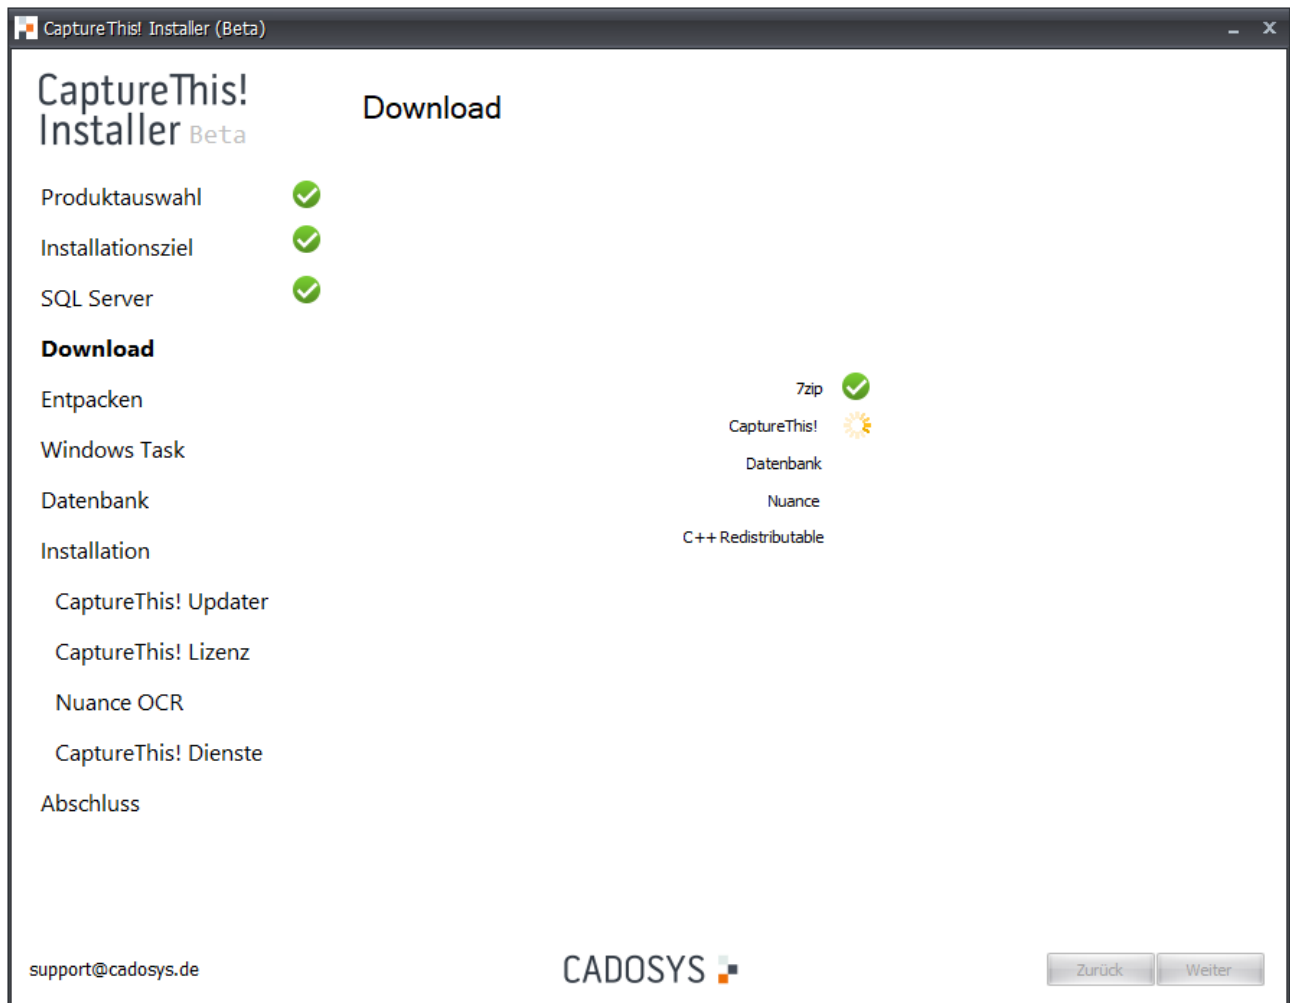 CaptureThis! Installer (Beta)
CaptureThis!
Installer Beta
Download
Produktauswahl
Installationsziel
SQL Server
Download
Entpacken
Windows Task
Datenbank
Installation
CaptureThis! Updater
CaptureThis! Lizenz
Nuance OCR
CaptureThis! Dienste
Abschluss
7zip
CaptureThis!
Datenbank
Nuance
C++ Redistributable
support@cadosys.de
CADOSYS
Zurück
Weiter